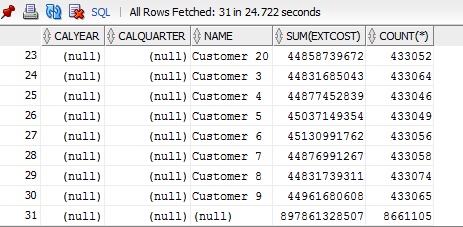 SQL | All Rows Fetched: 31 in 24.722 seconds
CALYEAR CALQUARTER NAME SUM(EXTCOST) COUNT(*)
23 (null) (null) Customer 20 44858739672 433052
24 (null) (null) Customer 3 44831685043 433064
25 (null) (null) Customer 4 44877452839 433046
26 (null) (null) Customer 5 45037149354 433049
27 (null) (null) Customer 6 45130991762 433056
28 (null) (null) Customer 7 44876991267 433058
29 (null) (null) Customer 8 44831739311 433074
30 (null) (null) Customer 9 44961680608 433065
31 (null) (null) (null) 897861328507 8661105